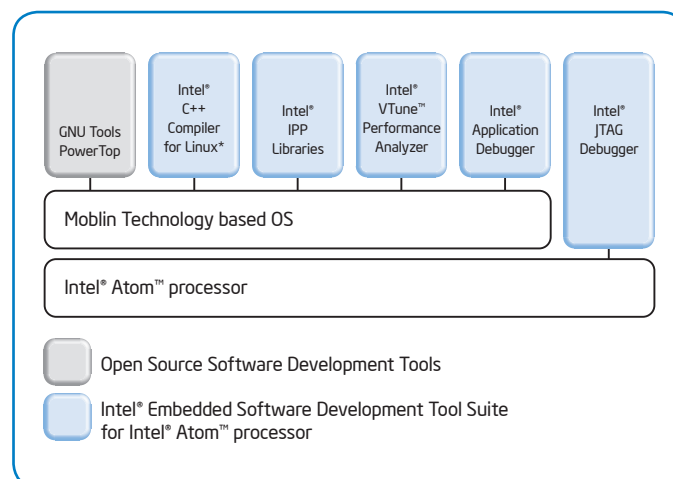 GNU Tools
PowerTop
Intel®
C++
Compiler
for Linux*
Intel®
IPP
Libraries
Intel®
VTune™
Performance
Analyzer
Intel®
Application
Debugger
Intel®
JTAG
Debugger
Moblin Technology based OS
Intel® Atom™ processor
Open Source Software Development Tools
Intel® Embedded Software Development Tool Suite
for Intel® Atom™ processor